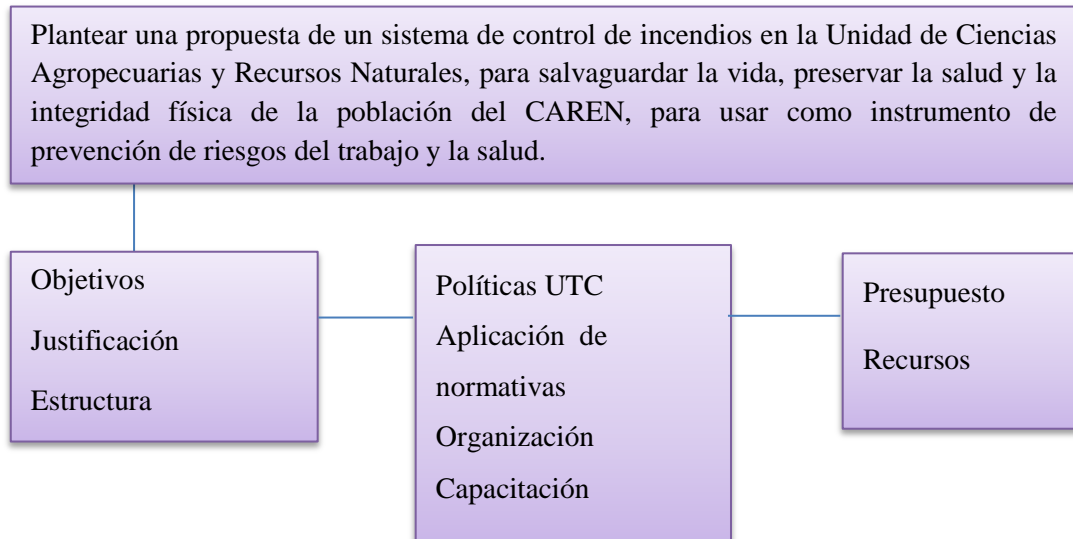 Plantear una propuesta de un sistema de control de incendios en la Unidad de Ciencias
Agropecuarias y Recursos Naturales, para salvaguardar la vida, preservar la salud y la
integridad física de la población del CAREN, para usar como instrumento de
prevención de riesgos del trabajo y la salud.
Objetivos
Justificación
Estructura
Políticas UTC
Aplicación de
normativas
Organización
Capacitación
Presupuesto
Recursos